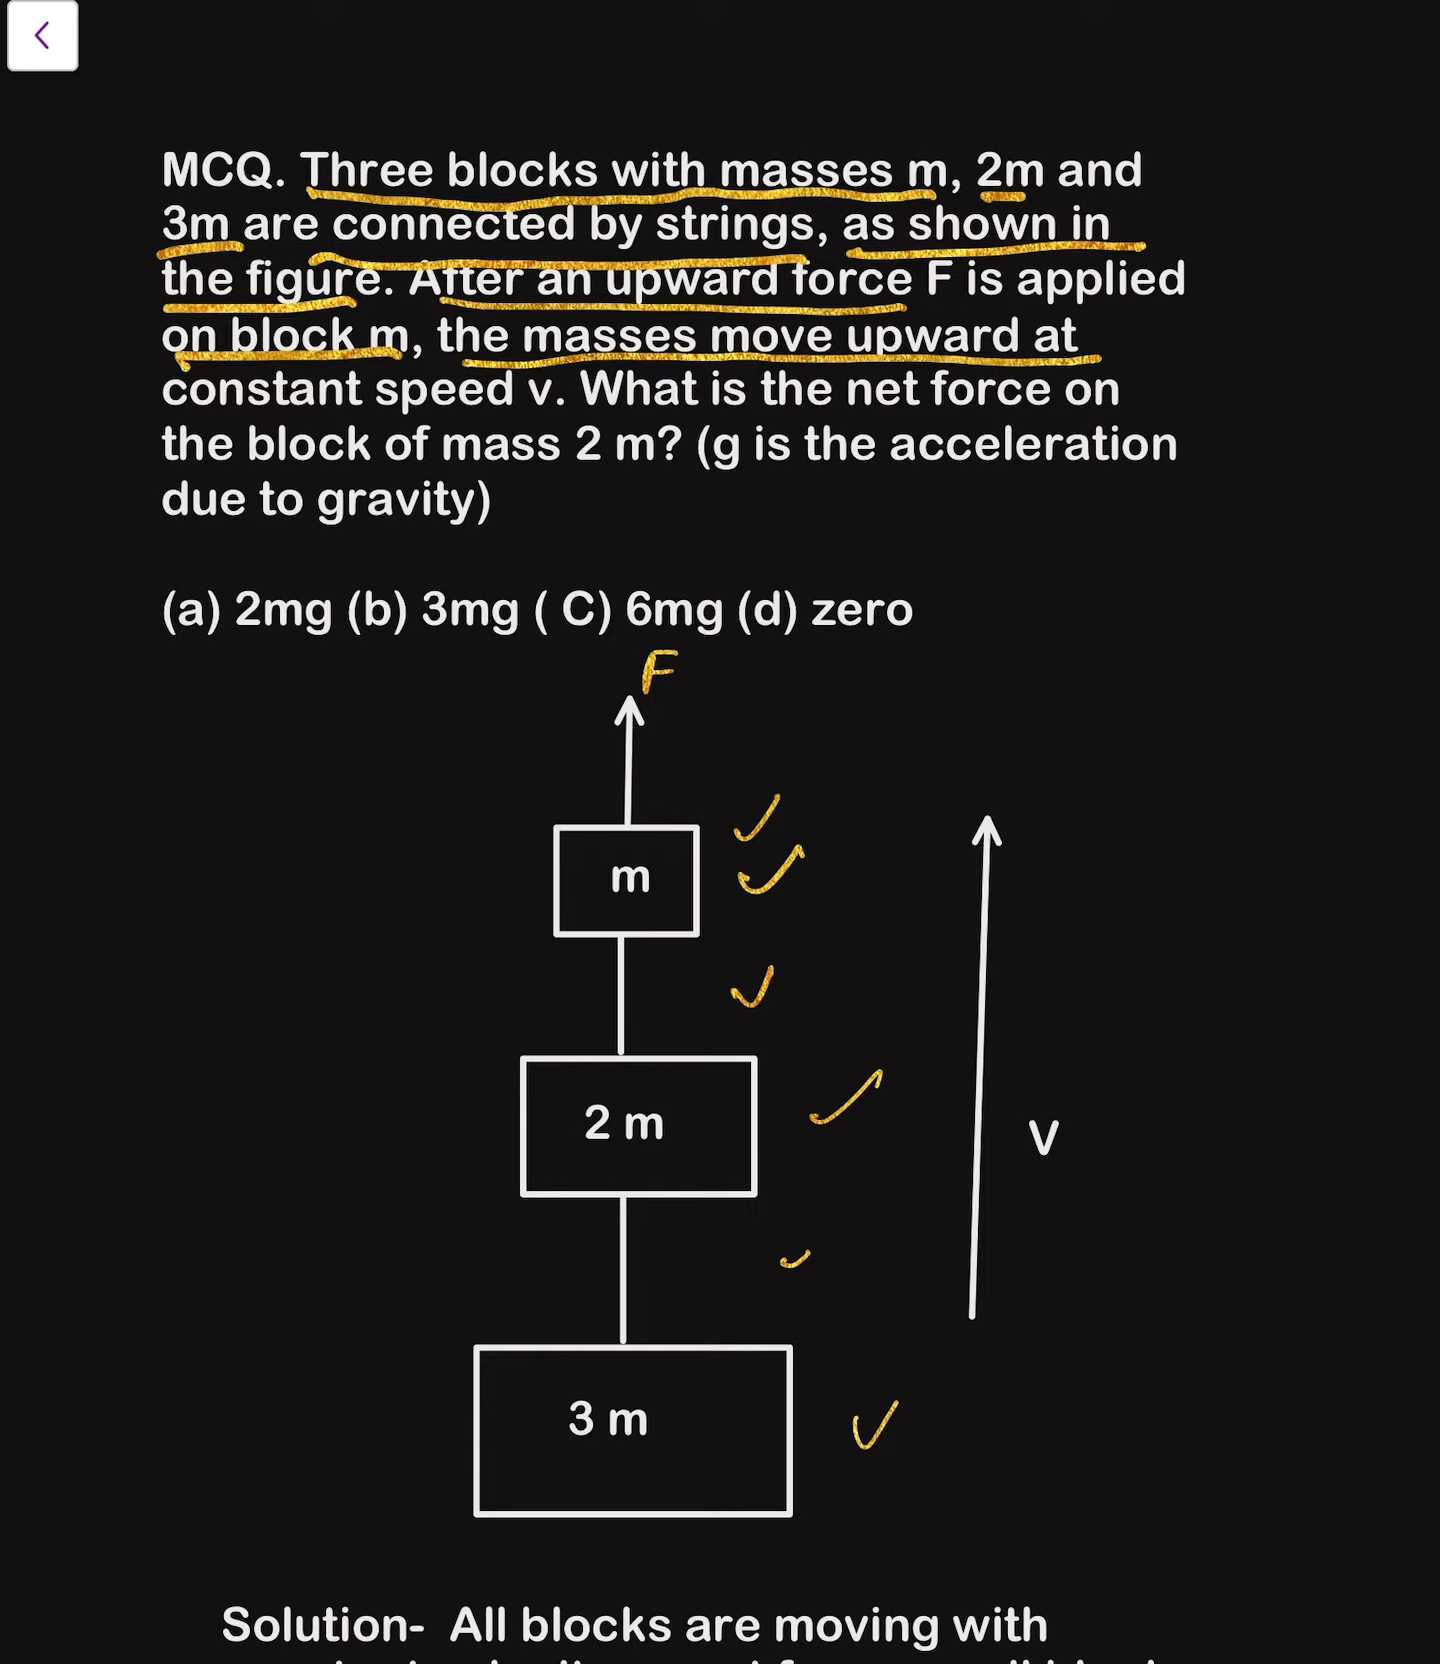 MCQ. Three blocks with masses m, 2m and
3m are connected by strings, as shown in
the figure. After an upward force F is applied
on block m, the masses move upward at
constant speed v. What is the net force on
the block of mass 2 m? (g is the acceleration
due to gravity)
(a) 2mg (b) 3mg ( C) 6mg (d) zero
F
m
2 m
v
3 m
Solution- All blocks are moving with